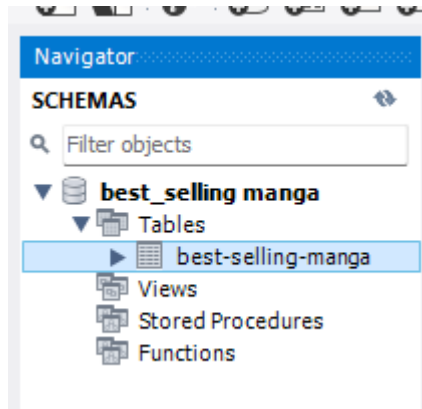 Navigator
SCHEMAS
Filter objects
best_selling manga
Tables
best-selling-manga
Views
Stored Procedures
Functions